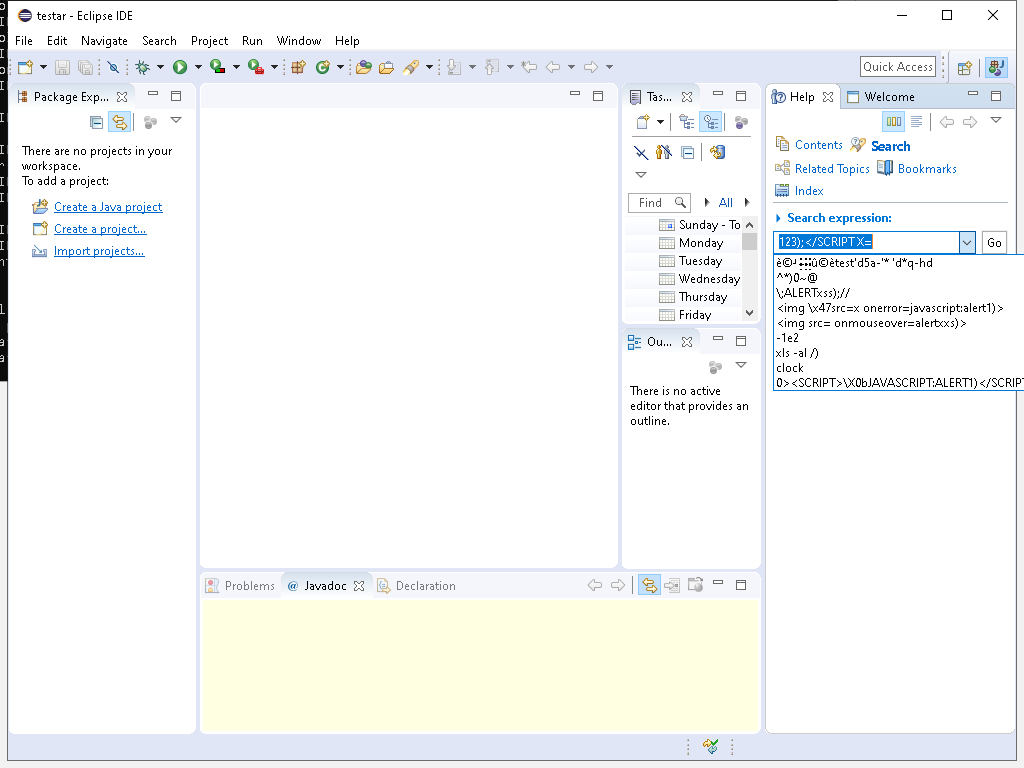 testar - Eclipse IDE
File Edit Navigate Search Project Run Window Help
Quick Access
Package Exp...
There are no projects in your
workspace.
To add a project:
Create a Java project
Create a project...
Import projects...
Tas...
Find
All
Sunday - To
Monday
Tuesday
Wednesday
Thursday
Friday
Ou...
There is no active
editor that provides an
outline.
Help
Welcome
Contents
Search
Related Topics
Bookmarks
Index
Search expression:
123);</SCRIPT X=
Go
^*)0~@
\;ALERTxss);//
<img \x47src=x onerror=javascript:alert1)>
<img src= onmouseover=alertxxs)>
-1e2
xls -al /)
clock
0><SCRIPT>\X0bJAVASCRIPT:ALERT1)</SCRIPT
Problems
@ Javadoc
Declaration